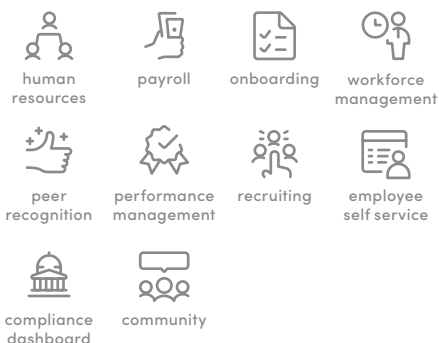 human
resources
payroll
onboarding
workforce
management
peer
recognition
performance
management
recruiting
employee
self service
compliance
dashboard
community